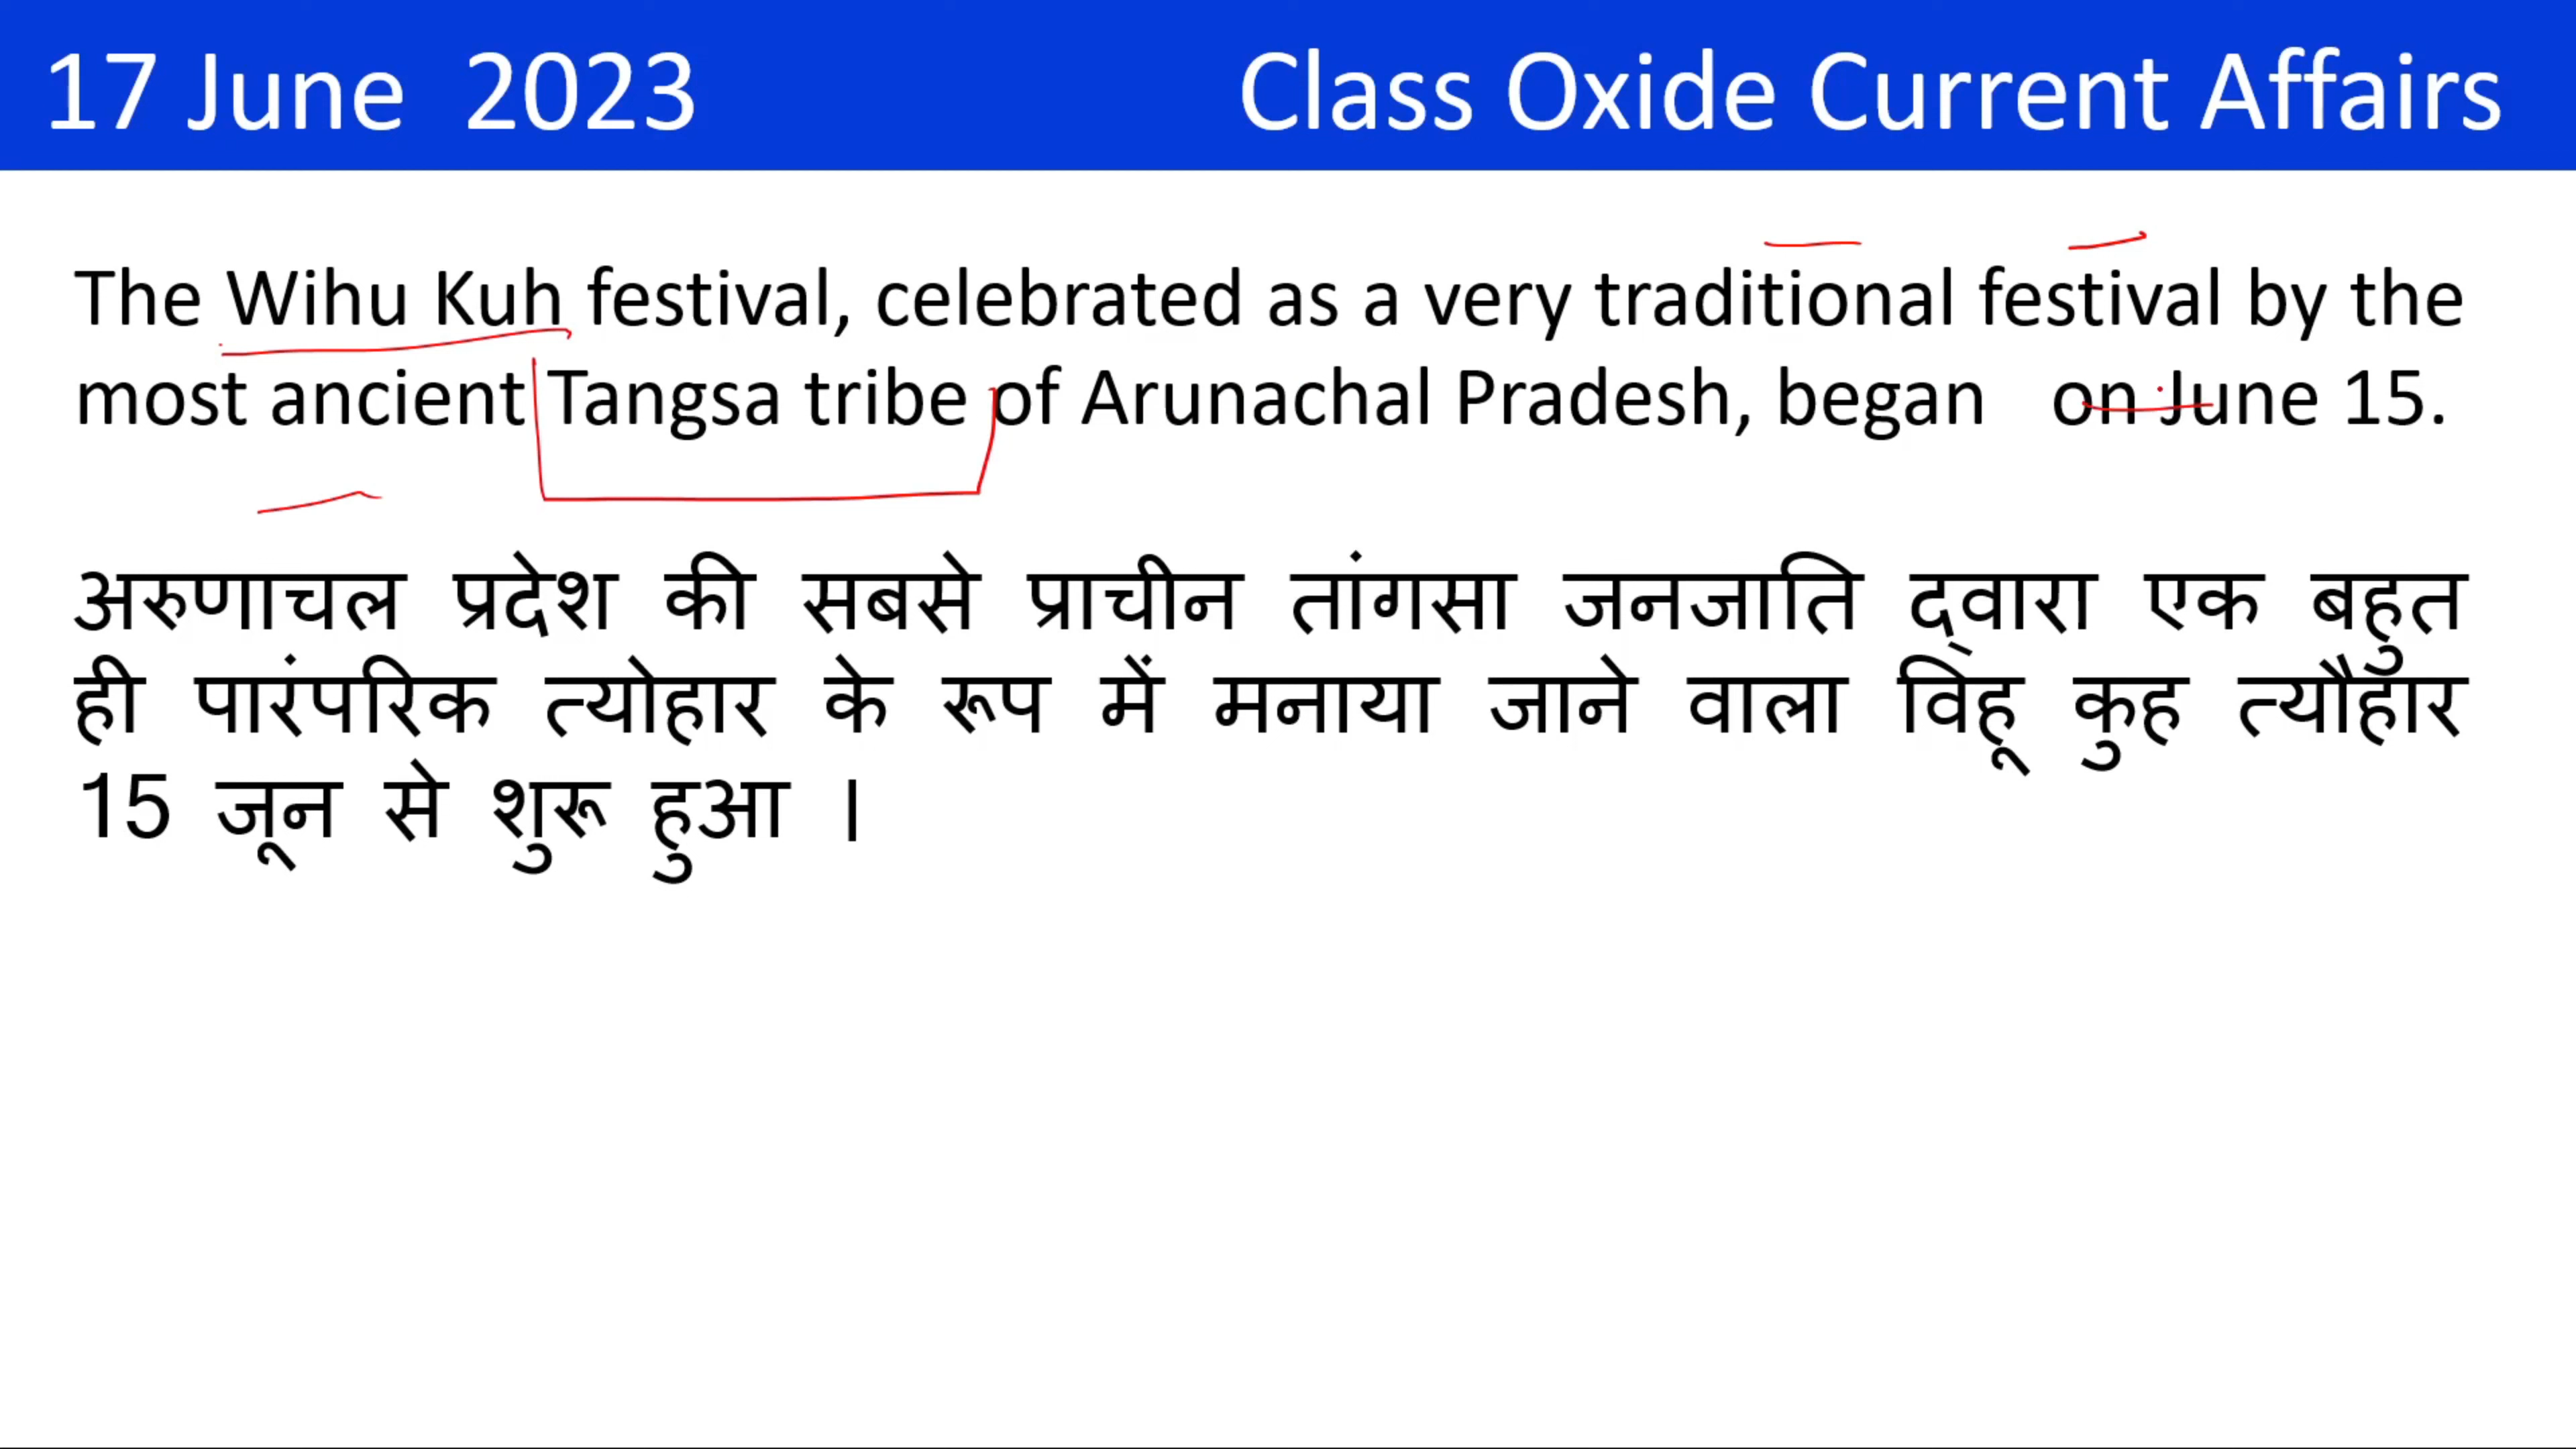 17 June 2023 Class Oxide Current Affairs
The Wihu Kuh festival, celebrated as a very traditional festival by the
most ancient Tangsa tribe of Arunachal Pradesh, began on June 15.
अरुणाचल प्रदेश की सबसे प्राचीन तांगसा जनजाति द्वारा एक बहुत
ही पारंपरिक त्योहार के रूप में मनाया जाने वाला विहू कुह त्यौहार
15 जून से शुरू हुआ ।